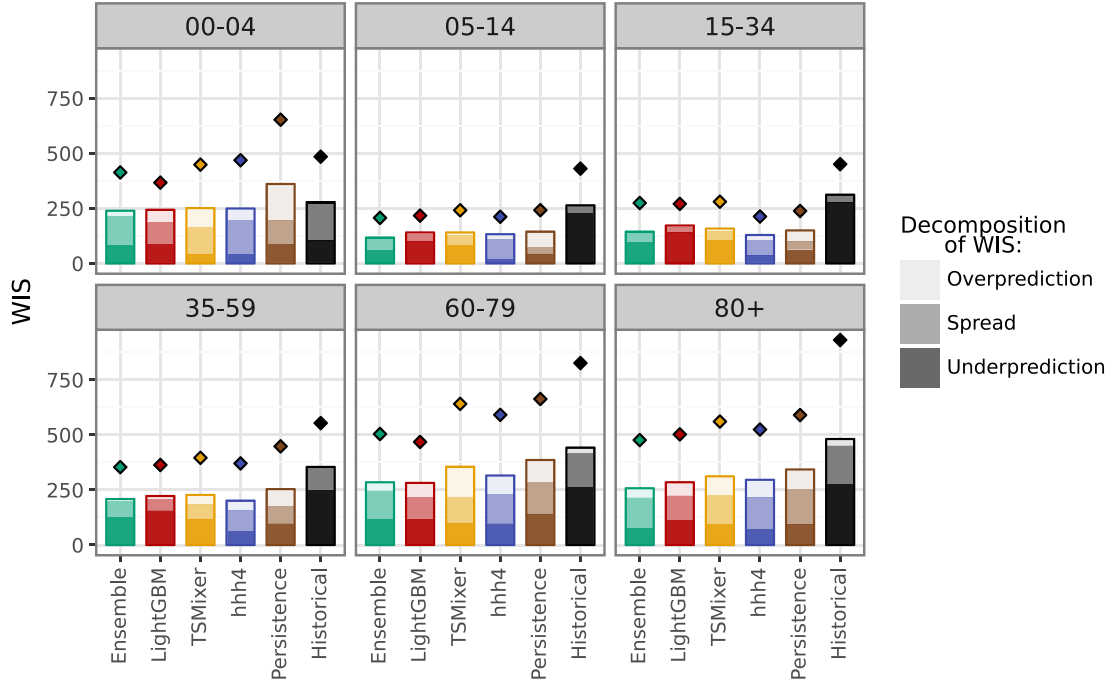 00-04
05-14
15-34
750
500
250
0
WIS
35-59
60-79
80+
750
500
250
0
Ensemble
LightGBM
TSMixer
hhh4
Persistence
Historical
Ensemble
LightGBM
TSMixer
hhh4
Persistence
Historical
Ensemble
LightGBM
TSMixer
hhh4
Persistence
Historical
Decomposition
of WIS:
Overprediction
Spread
Underprediction